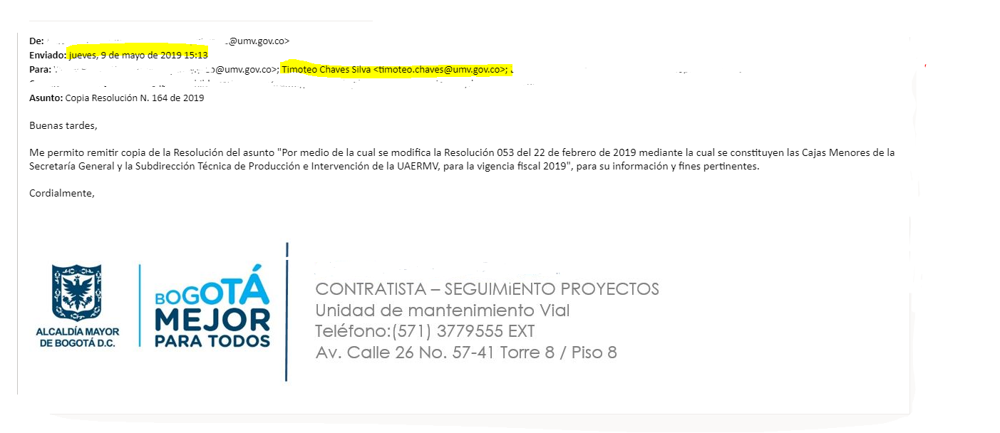 De: @umv.gov.co>
Enviado: jueves, 9 de mayo de 2019 15:13
Para: @umv.gov.co>; Timoteo Chaves Silva <timoteo.chaves@umv.gov.co>;
Asunto: Copia Resolución N. 164 de 2019
Buenas tardes,
Me permito remitir copia de la Resolución del asunto "Por medio de la cual se modifica la Resolución 053 del 22 de febrero de 2019 mediante la cual se constituyen las Cajas Menores de la
Secretaría General y la Subdirección Técnica de Producción e Intervención de la UAERMV, para la vigencia fiscal 2019", para su información y fines pertinentes.
Cordialmente,
ALCALDÍA MAYOR
DE BOGOTÁ D.C.
BOGOTÁ
MEJOR
PARA TODOS
CONTRATISTA – SEGUIMiENTO PROYECTOS
Unidad de mantenimiento Vial
Teléfono:(571) 3779555 EXT
Av. Calle 26 No. 57-41 Torre 8 / Piso 8